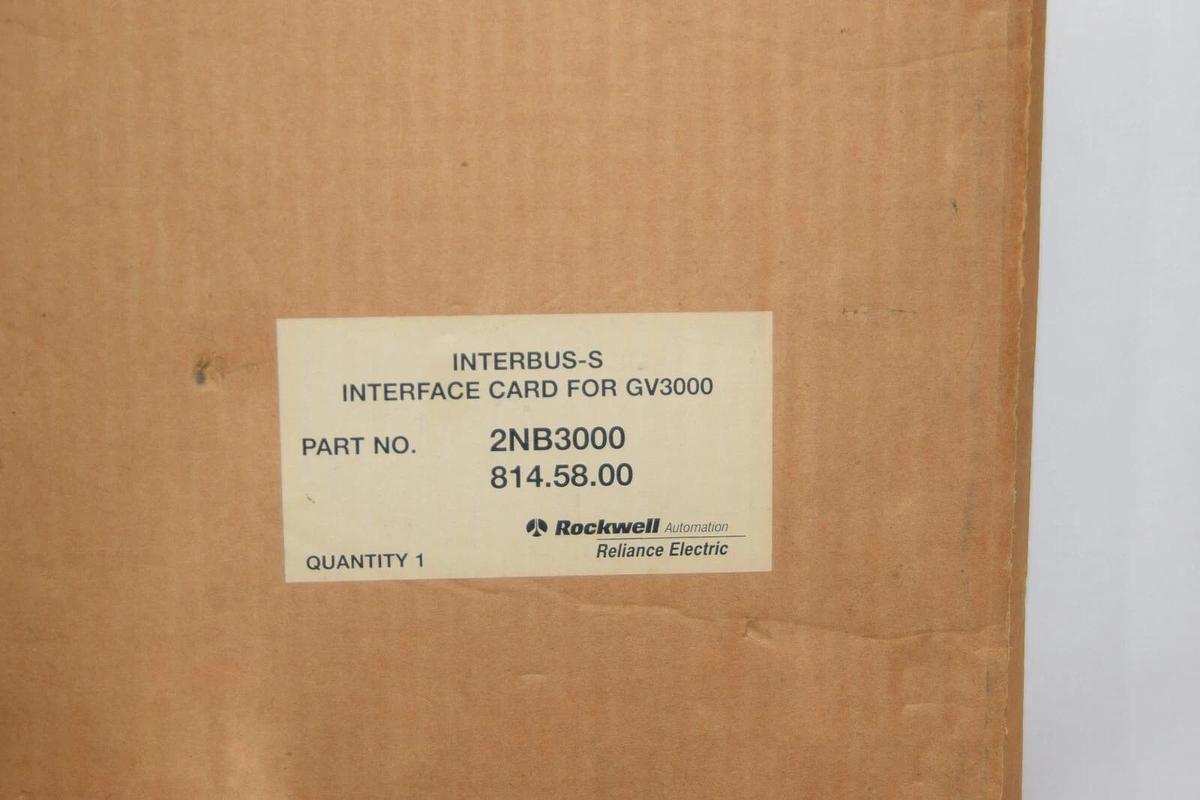 INTERBUS-S
INTERFACE CARD FOR GV3000
PART NO. 2NB3000
814.58.00
Rockwell Automation
Reliance Electric
QUANTITY 1